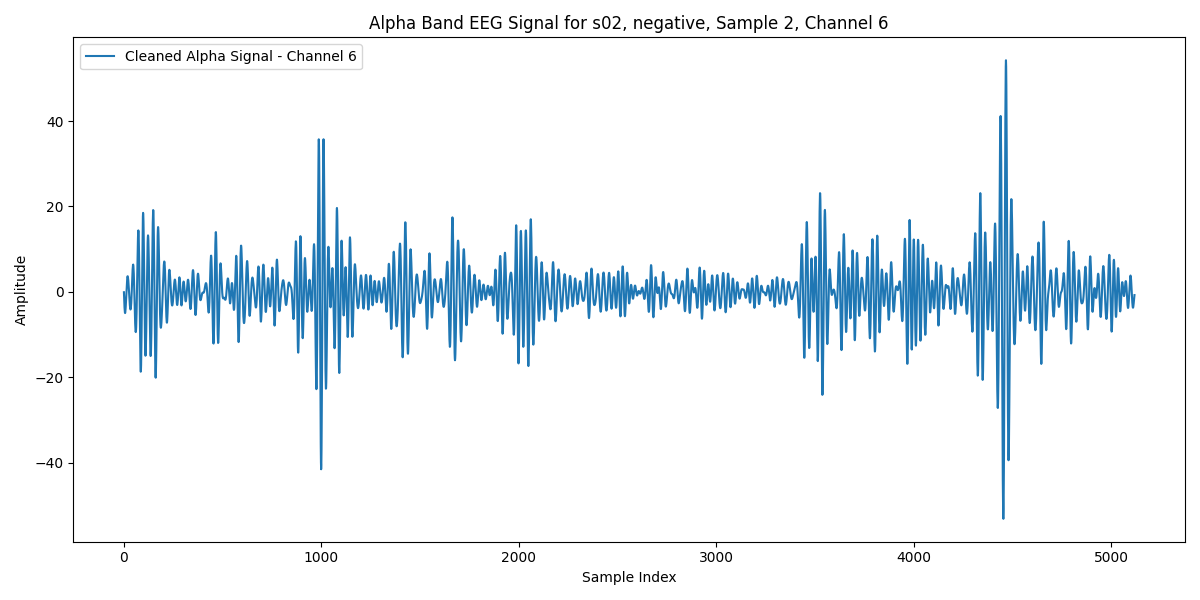 Alpha Band EEG Signal for s02, negative, Sample 2, Channel 6
Cleaned Alpha Signal - Channel 6
Amplitude
40
20
0
−20
−40
0 1000 2000 3000 4000 5000
Sample Index